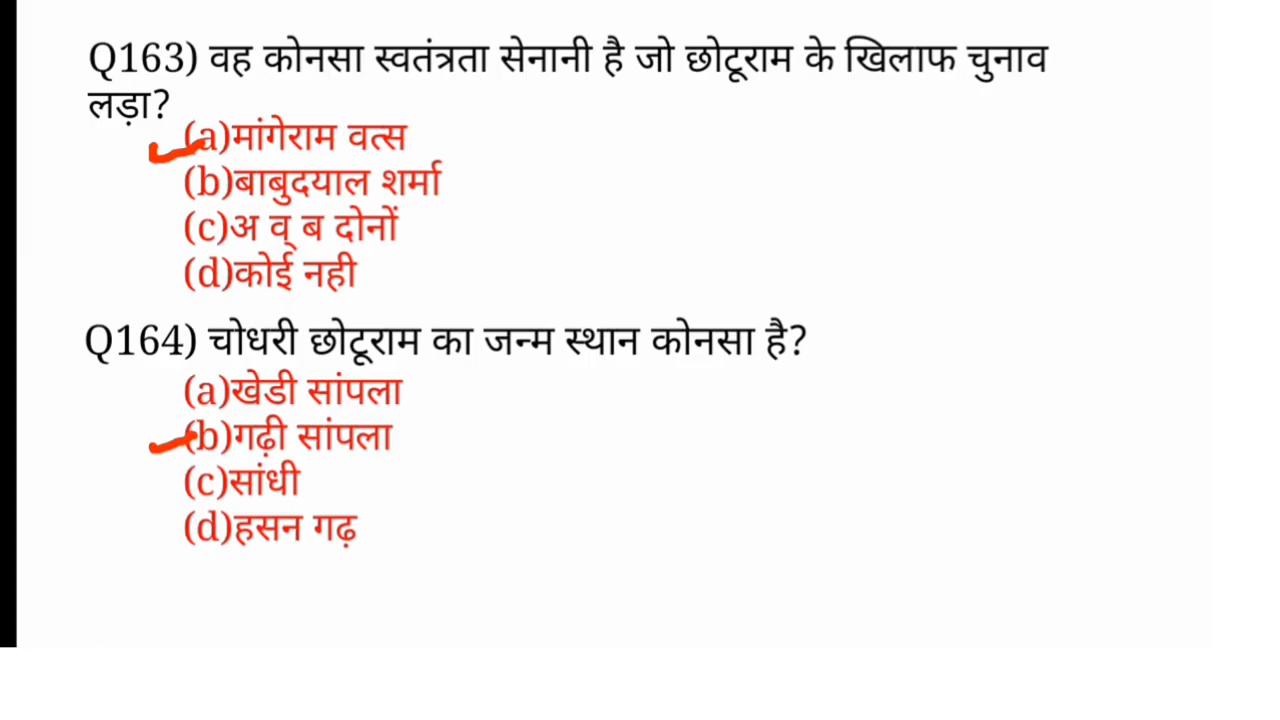 Q163) वह कोनसा स्वतंत्रता सेनानी है जो छोटूराम के खिलाफ चुनाव
लड़ा?
(a)मांगेराम वत्स
(b)बाबुदयाल शर्मा
(c)अ व् ब दोनों
(d)कोई नही
Q164) चोधरी छोटूराम का जन्म स्थान कोनसा है?
(a)खेडी सांपला
(b)गढ़ी सांपला
(c)सांधी
(d)हसन गढ़